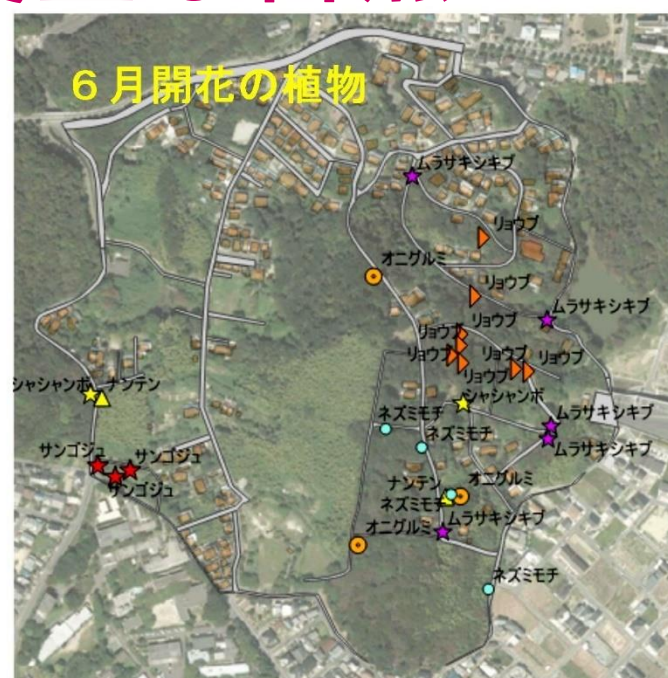 ６月開花の植物
ムラサキシキブ
リョウブ
オニグルミ
リョウブ
ムラサキシキブ
リョウブ
リョウブ
リョウブ
リョウブ
リョウブ
リョウブ
シャシャンボ ナンテン
シャシャンボ
ネズミモチ
ムラサキシキブ
ネズミモチ
ムラサキシキブ
サンゴジュ
サンゴジュ
サンゴジュ
ナンテン
オニグルミ
ネズミモチ
オニグルミ
ムラサキシキブ
ネズミモチ